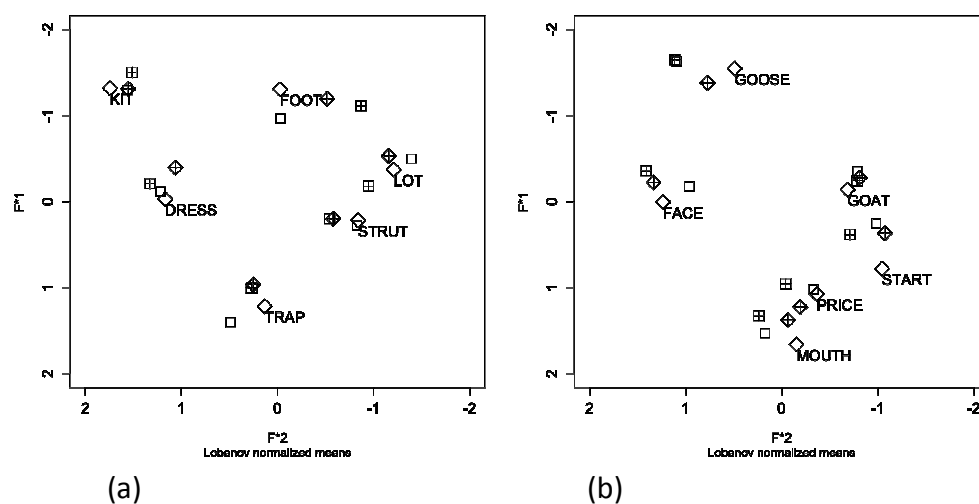 -2
-1
0
1
2
F*1
KIT
FOOT
LOT
DRESS
STRUT
TRAP
2 1 0 -1 -2
F*2
Lobanov normalized means
(a)
-2
-1
0
1
2
F*1
GOOSE
FACE
GOAT
START
PRICE
MOUTH
2 1 0 -1 -2
F*2
Lobanov normalized means
(b)